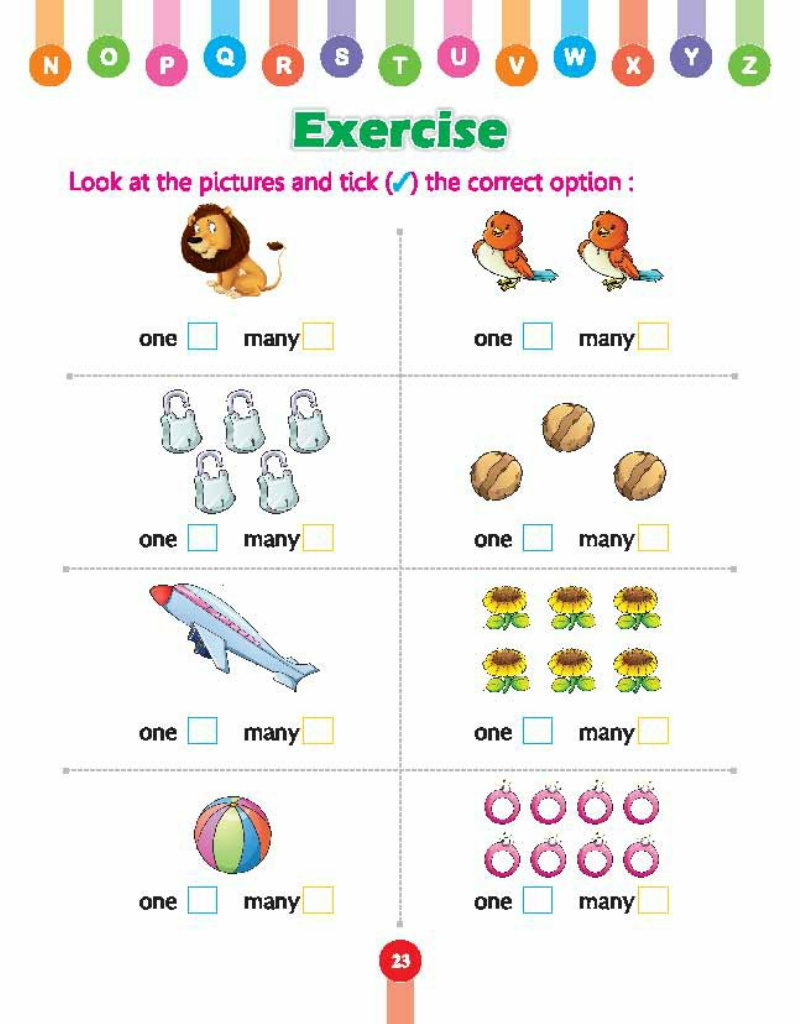 N O P Q R S T U V W X Y Z
Exercise
Look at the pictures and tick (✓) the correct option :
one many
one many
one many
one many
one many
one many
one many
one many
23